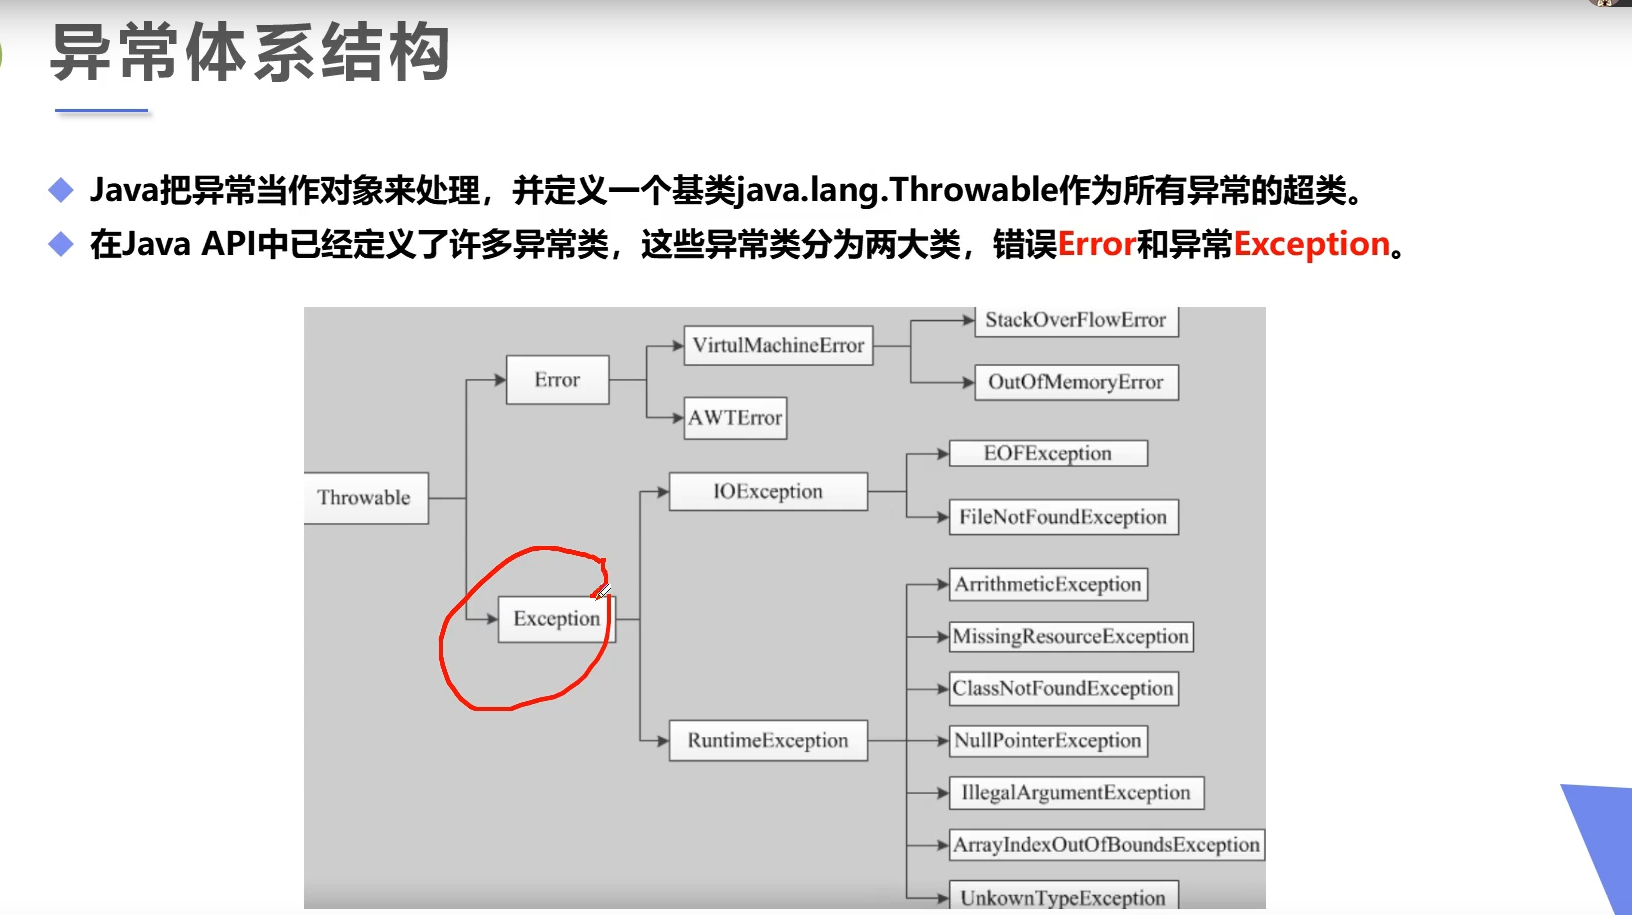 异常体系结构
Java把异常当作对象来处理，并定义一个基类java.lang.Throwable作为所有异常的超类。
在Java API中已经定义了许多异常类，这些异常类分为两大类，错误Error和异常Exception。
StackOverFlowError
VirtulMachineError
Error
OutOfMemoryError
AWTError
EOFException
Throwable
IOException
FileNotFoundException
ArrithmeticException
Exception
MissingResourceException
ClassNotFoundException
RuntimeException
NullPointerException
IllegalArgumentException
ArrayIndexOutOfBoundsException
UnkownTypeException